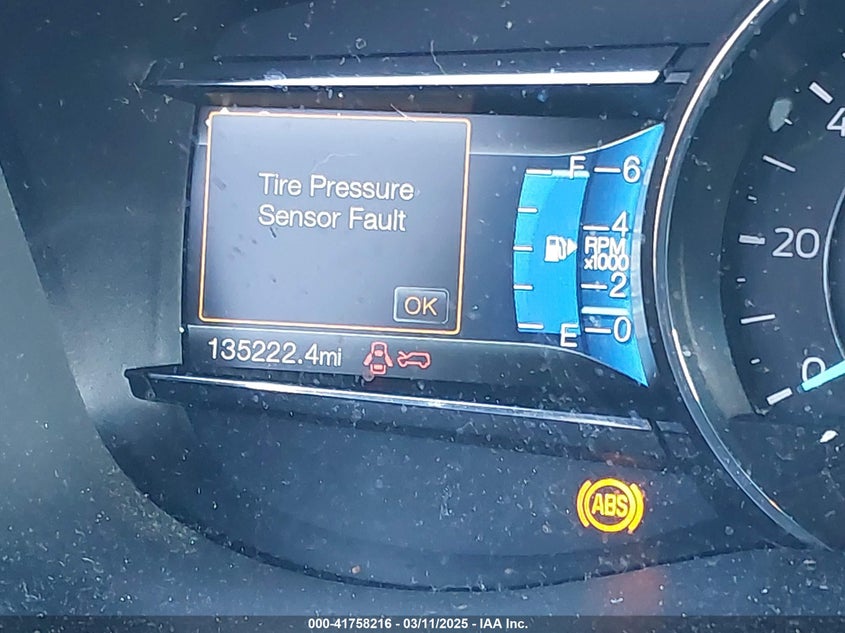 Tire Pressure
Sensor Fault
OK
135222.4mi
F
E
6
4
RPM
x1000
2
0
20
0
ABS
000-41758216 - 03/11/2025 - IAA Inc.